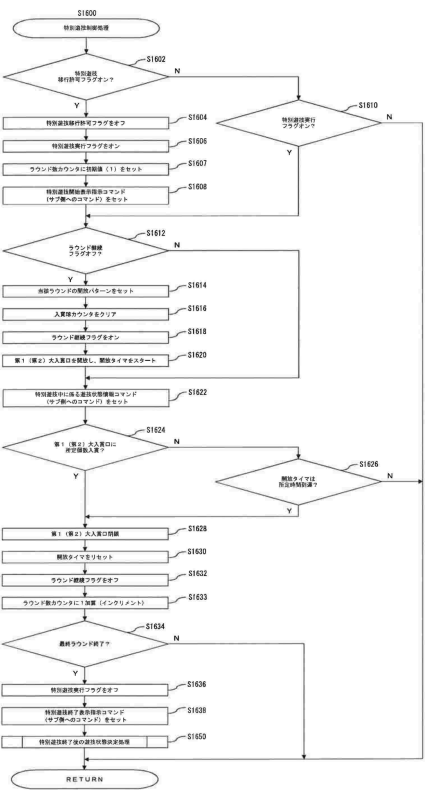 S1600
特別遊技制御処理
S1602
特別遊技
移行許可フラグオン？
N
Y
S1610
特別遊技実行
フラグオン？
N
Y
特別遊技移行許可フラグをオフ
S1604
特別遊技実行フラグをオン
S1606
ラウンド数カウンタに初期値（1）をセット
S1607
特別遊技開始表示指示コマンド
(サブ側へのコマンド) をセット
S1608
S1612
ラウンド継続
フラグオフ？
N
Y
当該ラウンドの開放パターンをセット
S1614
入賞球カウンタをクリア
S1616
ラウンド継続フラグをオン
S1618
第１（第２）大入賞口を開放し、開放タイマをスタート
S1620
特別遊技中に係る遊技状態情報コマンド
(サブ側へのコマンド) をセット
S1622
S1624
第１（第２）大入賞口に
所定個数入賞？
N
Y
S1626
開放タイマは
所定時間到達？
N
Y
第１（第２）大入賞口閉鎖
S1628
開放タイマをリセット
S1630
ラウンド継続フラグをオフ
S1632
ラウンド数カウンタに１加算（インクリメント）
S1633
S1634
最終ラウンド終了？
N
Y
特別遊技実行フラグをオフ
S1636
特別遊技終了表示指示コマンド
(サブ側へのコマンド) をセット
S1638
特別遊技終了後の遊技状態決定処理
S1650
RETURN